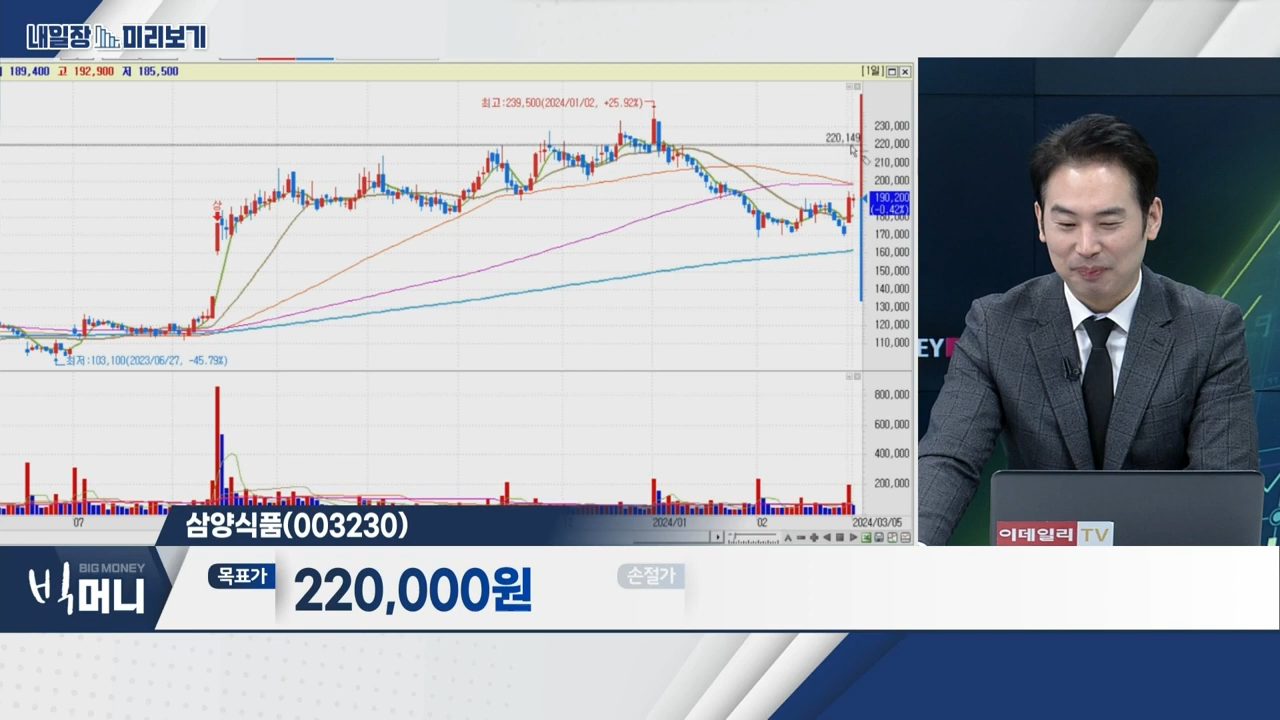 내일장 미리보기
189,400 고 192,900 저 185,500
[1일]
최고:239,500(2024/01/02, +25.92%)
220,149
230,000
220,000
210,000
200,000
190,200
(-0.42%)
180,000
170,000
160,000
150,000
140,000
130,000
120,000
110,000
상
최저:103,100(2023/06/27, -45.79%)
800,000
600,000
400,000
200,000
07
2024/01
02
2024/03/05
EY
이데일리 TV
삼양식품(003230)
BIG MONEY
빅머니
목표가
220,000원
손절가